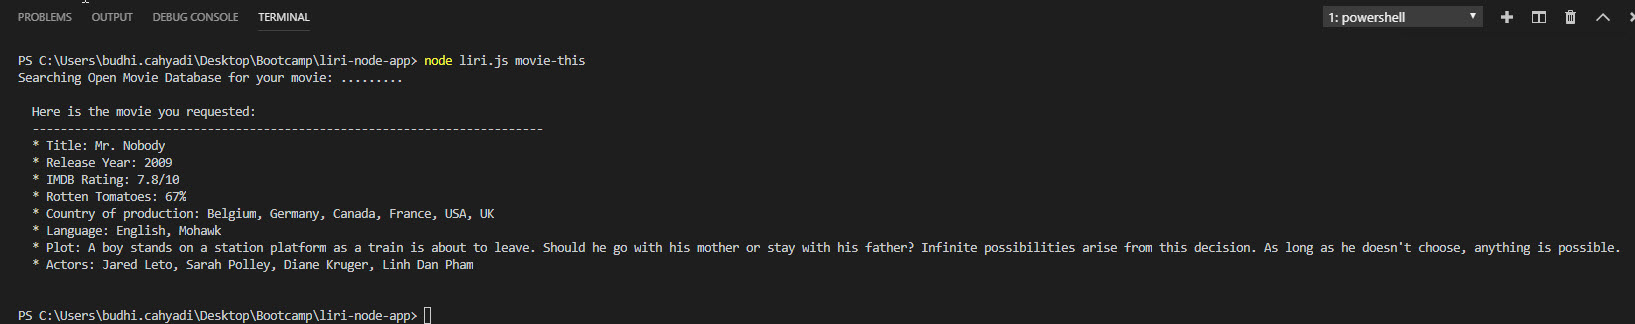 PROBLEMS OUTPUT DEBUG CONSOLE TERMINAL 1: powershell
PS C:\Users\budhi.cahyadi\Desktop\Bootcamp\liri-node-app> node liri.js movie-this
Searching Open Movie Database for your movie: .........
Here is the movie you requested:
-------------------------------------------------------------------------
* Title: Mr. Nobody
* Release Year: 2009
* IMDB Rating: 7.8/10
* Rotten Tomatoes: 67%
* Country of production: Belgium, Germany, Canada, France, USA, UK
* Language: English, Mohawk
* Plot: A boy stands on a station platform as a train is about to leave. Should he go with his mother or stay with his father? Infinite possibilities arise from this decision. As long as he doesn't choose, anything is possible.
* Actors: Jared Leto, Sarah Polley, Diane Kruger, Linh Dan Pham
PS C:\Users\budhi.cahyadi\Desktop\Bootcamp\liri-node-app>